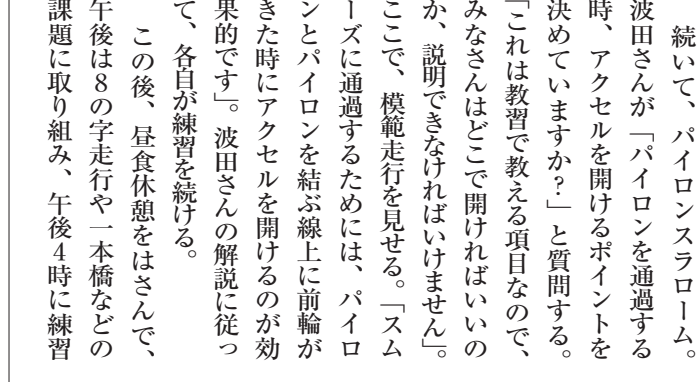 続いて、パイロンスラローム。
波田さんが「パイロンを通過する
時、アクセルを開けるポイントを
決めていますか?」と質問する。
「これは教習で教える項目なので、
みなさんはどこで開ければいいの
か、説明できなければいけません」。
ここで、模範走行を見せる。「スム
ーズに通過するためには、パイロ
ンとパイロンを結ぶ線上に前輪が
きた時にアクセルを開けるのが効
果的です」。波田さんの解説に従っ
て、各自が練習を続ける。
この後、昼食休憩をはさんで、
午後は8の字走行や一本橋などの
課題に取り組み、午後4時に練習